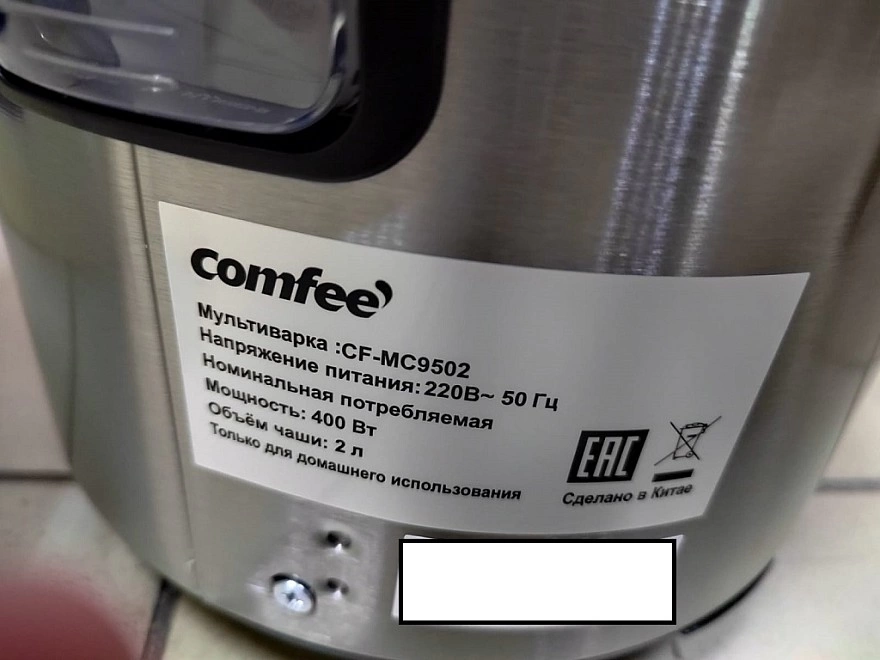 comfee'
Мультиварка :CF-MC9502
Напряжение питания: 220В~ 50 Гц
Номинальная потребляемая
Мощность: 400 Вт
Объём чаши: 2 л
Только для домашнего использования
EAC
Сделано в Китае